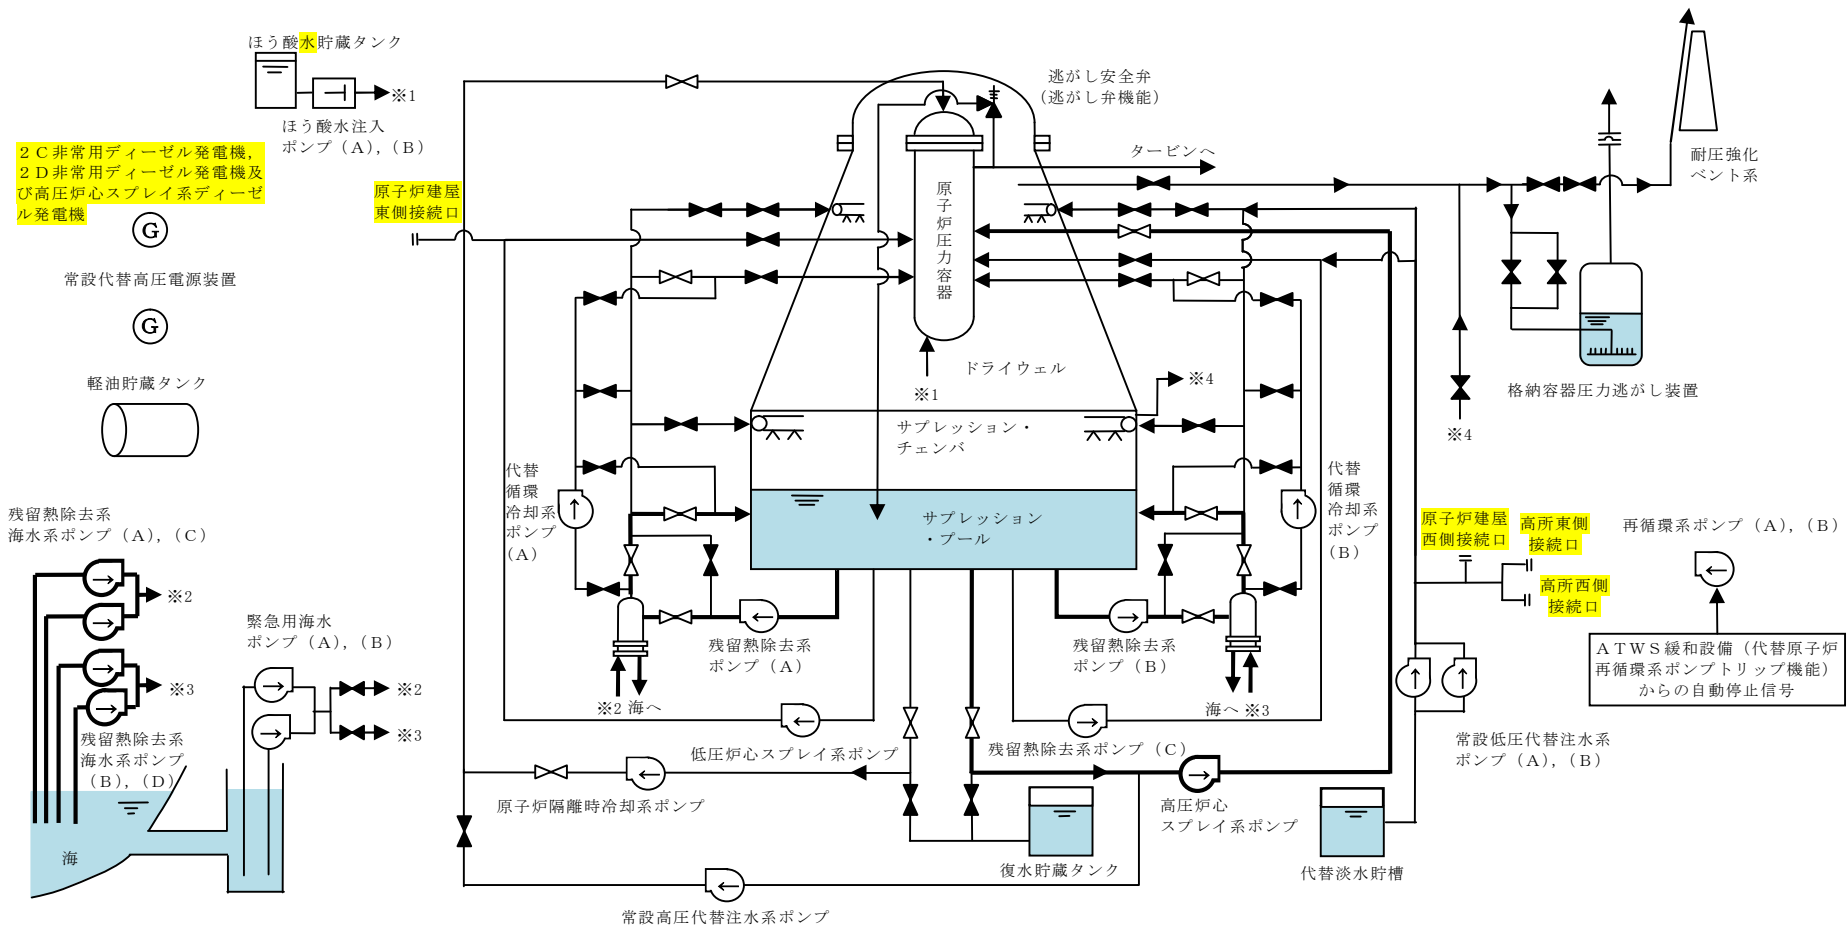 ほう酸水貯蔵タンク
※1
ほう酸水注入
ポンプ（A），（B）
２C非常用ディーゼル発電機，
２D非常用ディーゼル発電機及
び高圧炉心スプレイ系ディーゼ
ル発電機
G
常設代替高圧電源装置
G
軽油貯蔵タンク
原子炉建屋
東側接続口
逃がし安全弁
（逃がし弁機能）
タービンへ
原子炉圧力容器
ドライウェル
※1
※4
サプレッション・
チェンバ
サプレッション
・プール
耐圧強化
ベント系
格納容器圧力逃がし装置
※4
代替
循環
冷却系
ポンプ
（A）
代替
循環
冷却系
ポンプ
（B）
残留熱除去系
海水系ポンプ（A），（C）
※2
※3
残留熱除去系
海水系ポンプ
（B），（D）
海
緊急用海水
ポンプ（A），（B）
※2
※3
残留熱除去系
ポンプ（A）
※2 海へ
残留熱除去系
ポンプ（B）
海へ ※3
低圧炉心スプレイ系ポンプ
残留熱除去系ポンプ（C）
原子炉隔離時冷却系ポンプ
高圧炉心
スプレイ系ポンプ
復水貯蔵タンク
常設高圧代替注水系ポンプ
原子炉建屋
西側接続口
高所東側
接続口
高所西側
接続口
再循環系ポンプ（A），（B）
ATWS緩和設備（代替原子炉
再循環系ポンプトリップ機能）
からの自動停止信号
常設低圧代替注水系
ポンプ（A），（B）
代替淡水貯槽